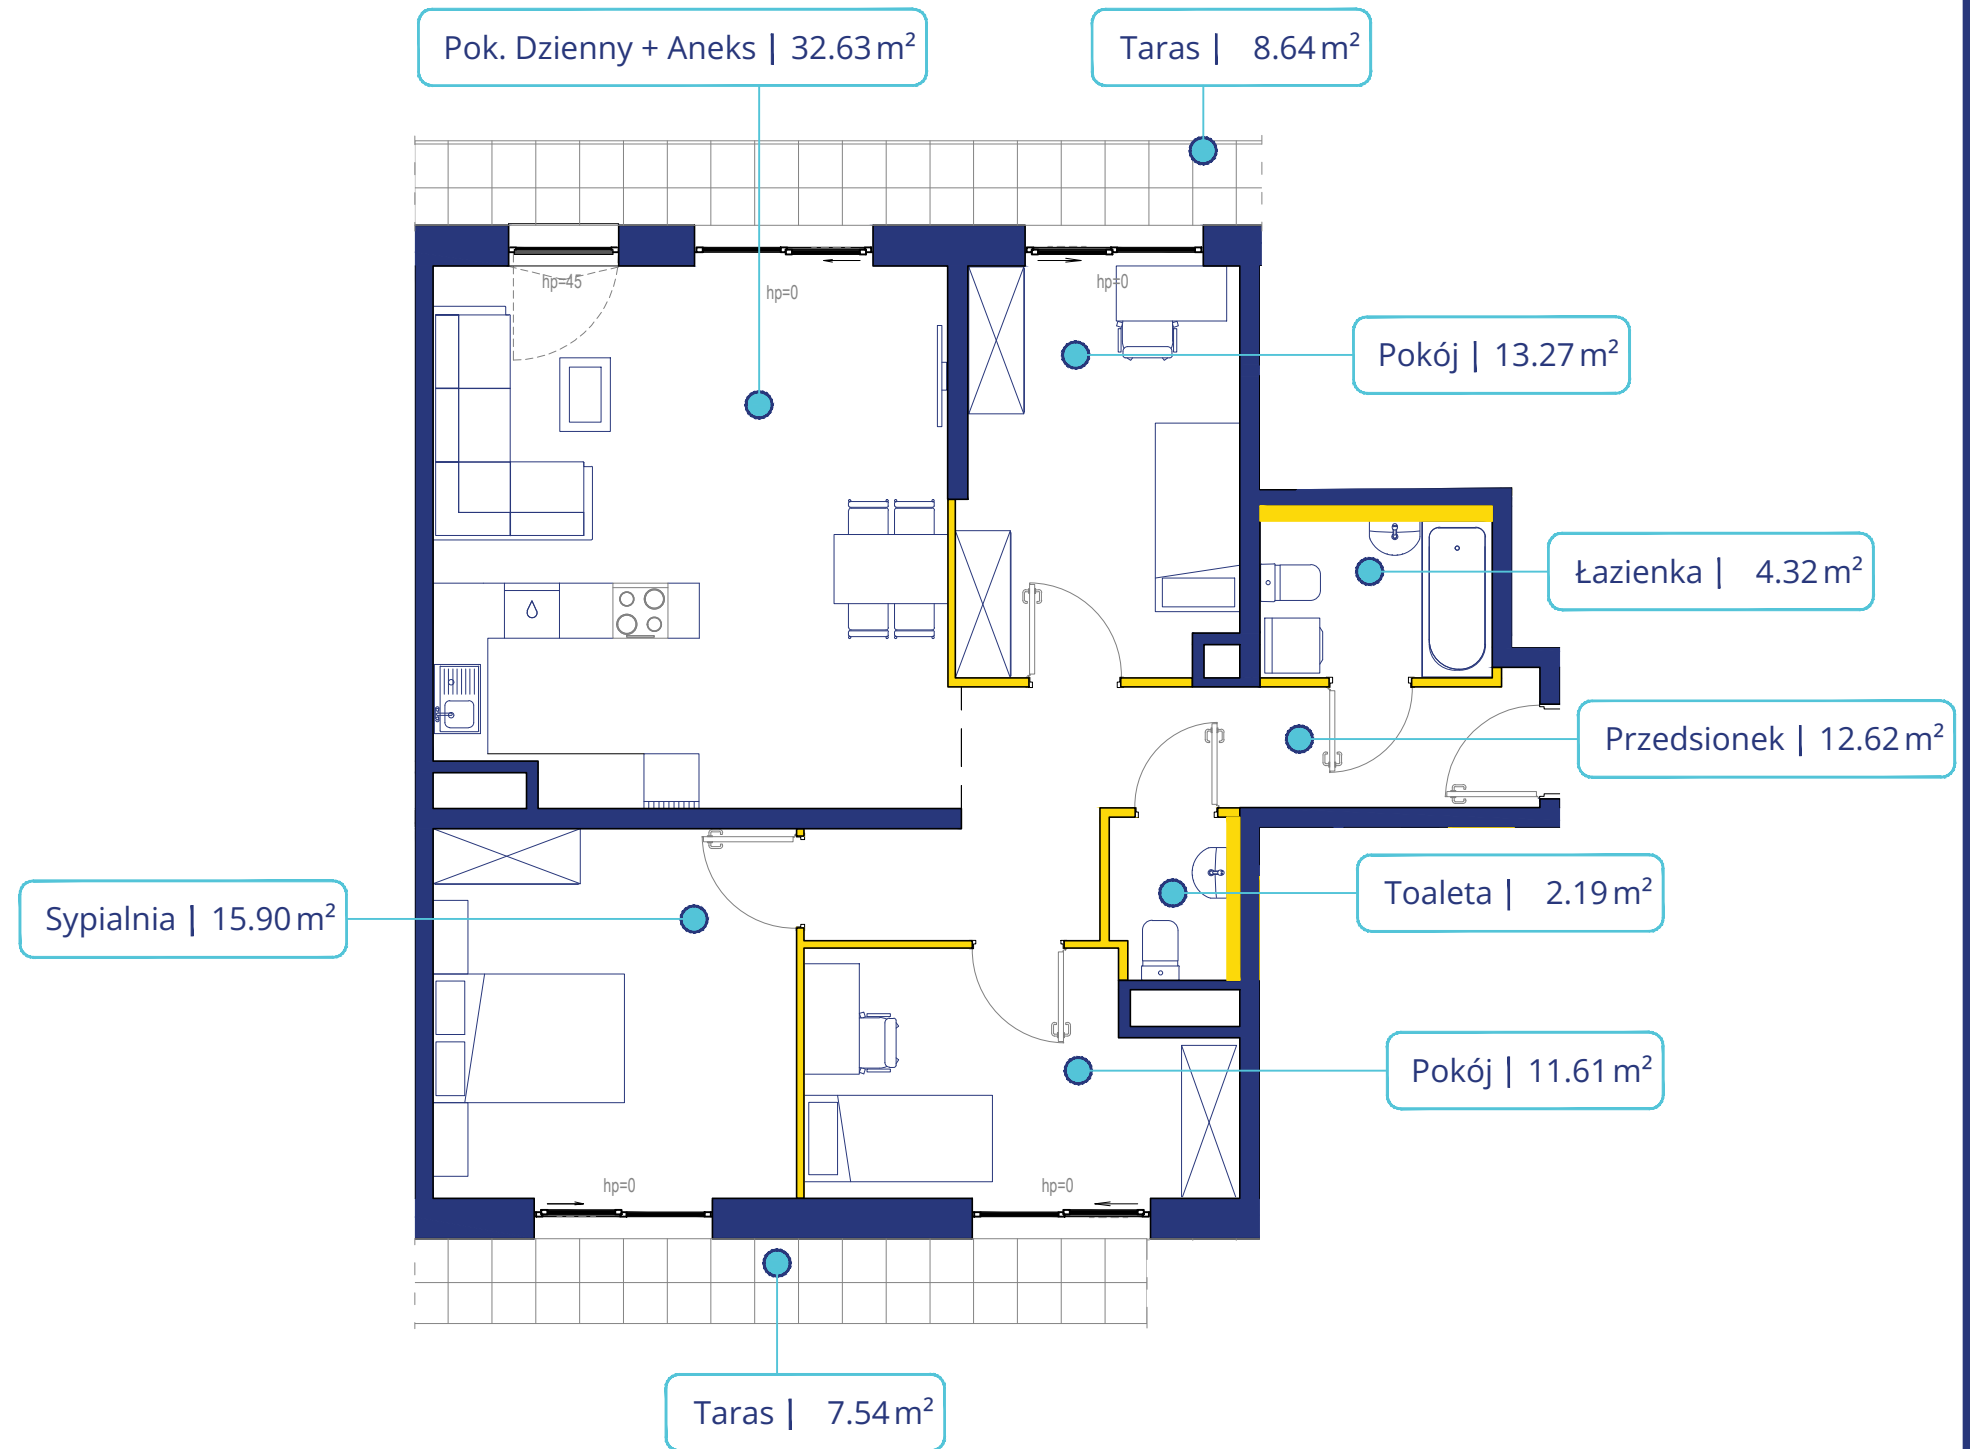 Pok. Dzienny + Aneks | 32.63 m²
Taras | 8.64 m²
hp=45
hp=0
hp=0
Pokój | 13.27 m²
Łazienka | 4.32 m²
Przedsionek | 12.62 m²
Toaleta | 2.19 m²
Sypialnia | 15.90 m²
Pokój | 11.61 m²
hp=0
hp=0
Taras | 7.54 m²